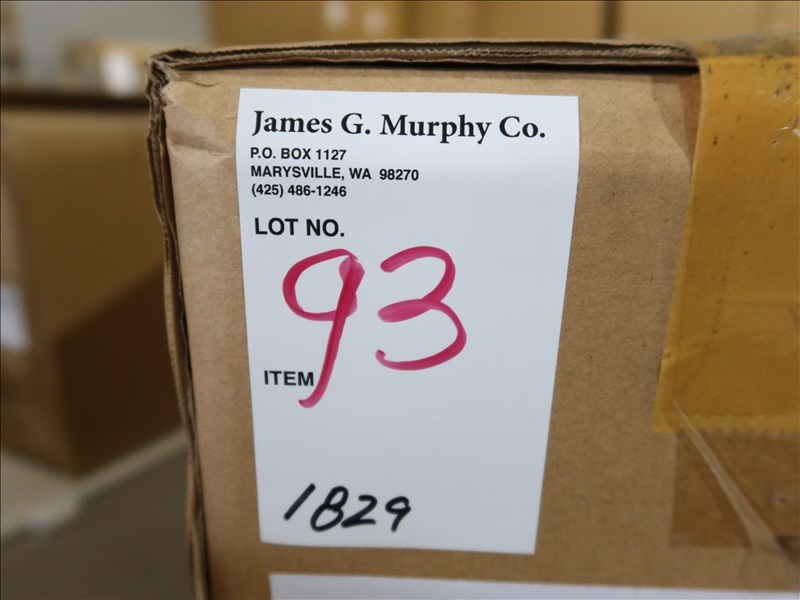 James G. Murphy Co.
P.O. BOX 1127
MARYSVILLE, WA 98270
(425) 486-1246
LOT NO.
93
ITEM
1829